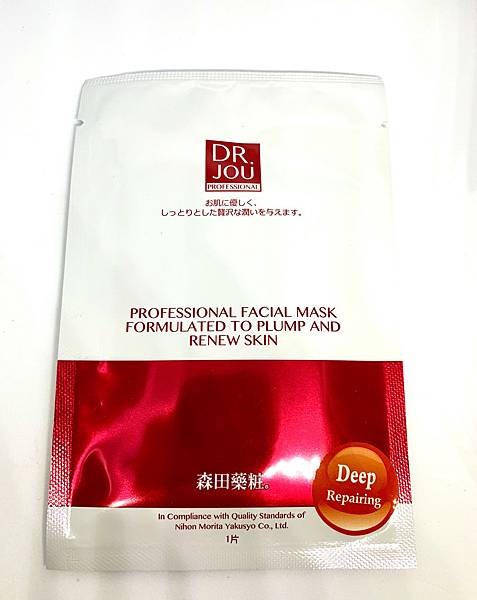 DR.
JOU
PROFESSIONAL
お肌に優しく、
しっとりとした贅沢な潤いを与えます。
PROFESSIONAL FACIAL MASK
FORMULATED TO PLUMP AND
RENEW SKIN
森田藥粧®
Deep
Repairing
In Compliance with Quality Standards of
Nihon Morita Yakusyo Co., Ltd.
1片